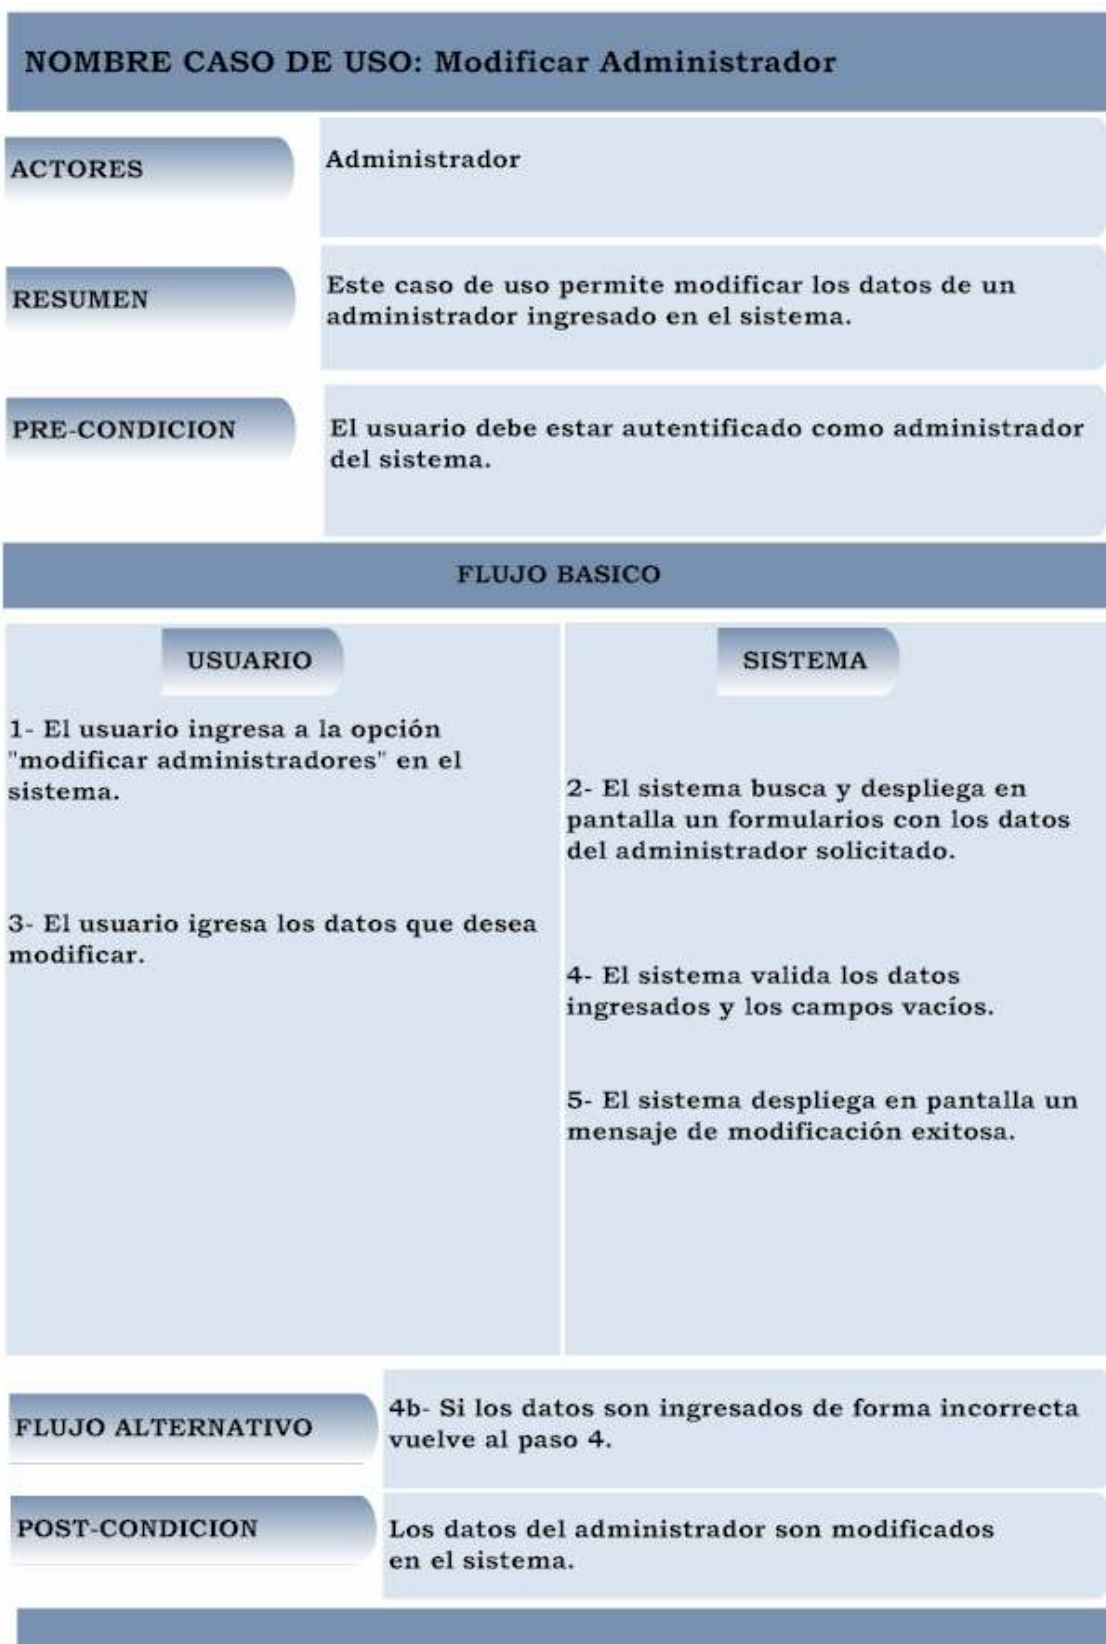 NOMBRE CASO DE USO: Modificar Administrador
ACTORES
Administrador
RESUMEN
Este caso de uso permite modificar los datos de un
administrador ingresado en el sistema.
PRE-CONDICION
El usuario debe estar autentificado como administrador
del sistema.
FLUJO BASICO
USUARIO
1- El usuario ingresa a la opción
"modificar administradores" en el
sistema.
3- El usuario igresa los datos que desea
modificar.
SISTEMA
2- El sistema busca y despliega en
pantalla un formularios con los datos
del administrador solicitado.
4- El sistema valida los datos
ingresados y los campos vacíos.
5- El sistema despliega en pantalla un
mensaje de modificación exitosa.
FLUJO ALTERNATIVO
4b- Si los datos son ingresados de forma incorrecta
vuelve al paso 4.
POST-CONDICION
Los datos del administrador son modificados
en el sistema.